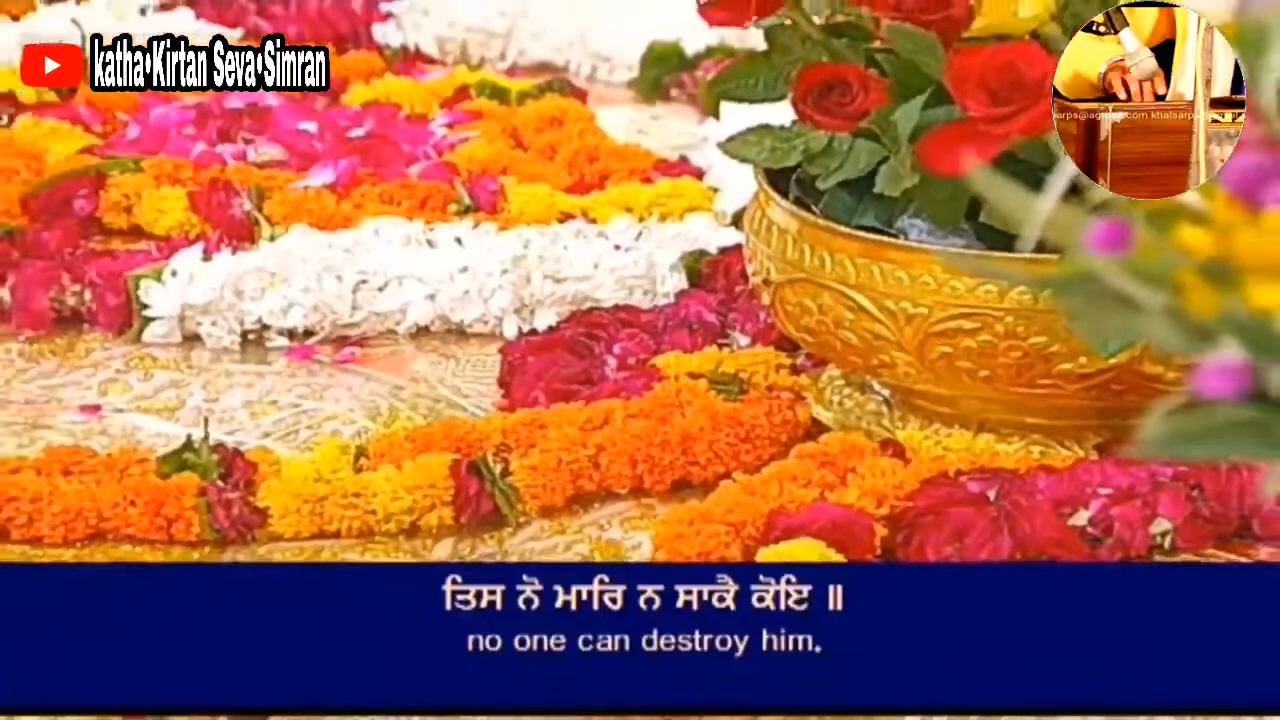 katha•Kirtan Seva•Simran
ਤਿਸ ਨੋ ਮਾਰਿ ਨ ਸਾਕੈ ਕੋਇ ॥
no one can destroy him.